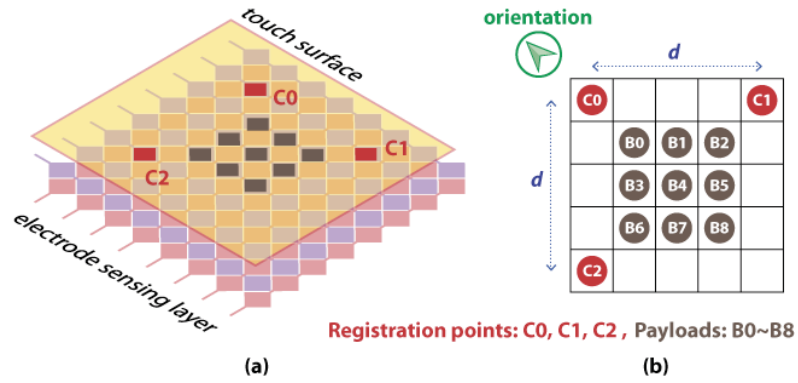 touch surface
C0
C1
C2
electrode sensing layer
(a)
orientation
d
d
C0 C1
B0 B1 B2
B3 B4 B5
B6 B7 B8
C2
Registration points: C0, C1, C2 , Payloads: B0~B8
(b)